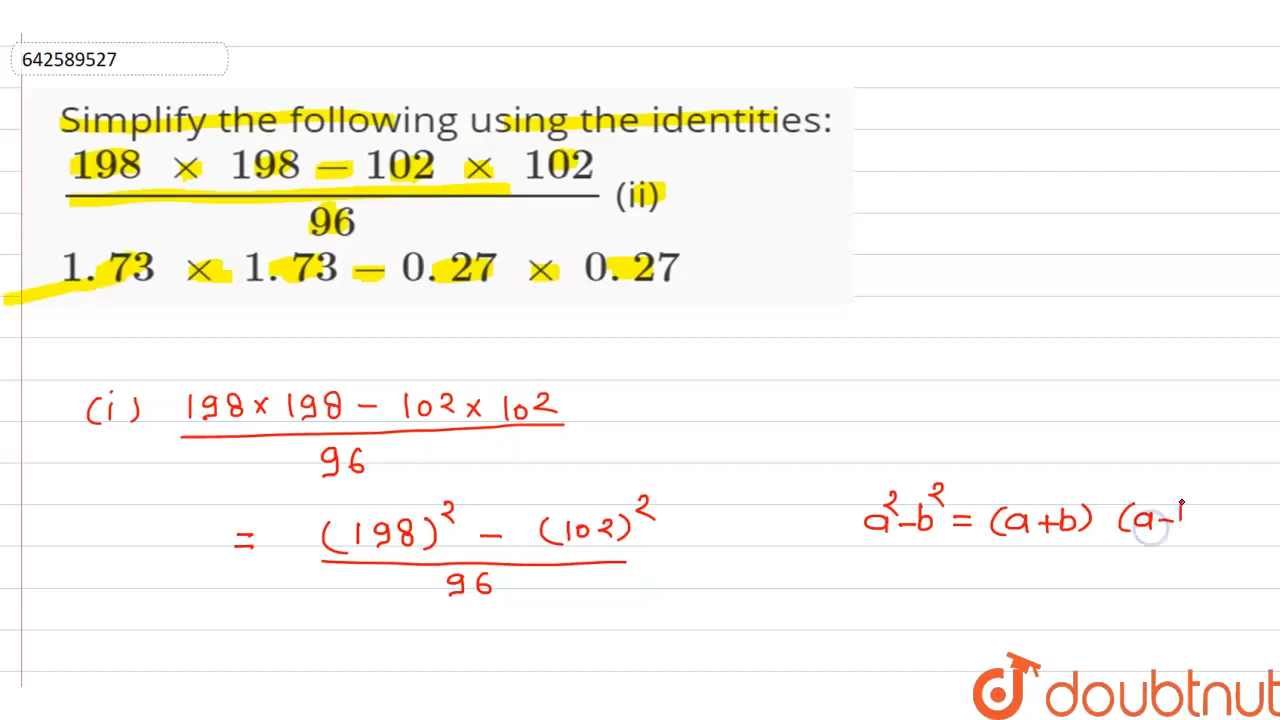 642589527
Simplify the following using the identities:
198 × 198 − 102 × 102
96
(ii)
1. 73 × 1. 73 − 0. 27 × 0. 27
(i) 198 × 198 − 102 × 102
96
= (198)² − (102)²
96
a² − b² = (a + b) (a −
doubtnut